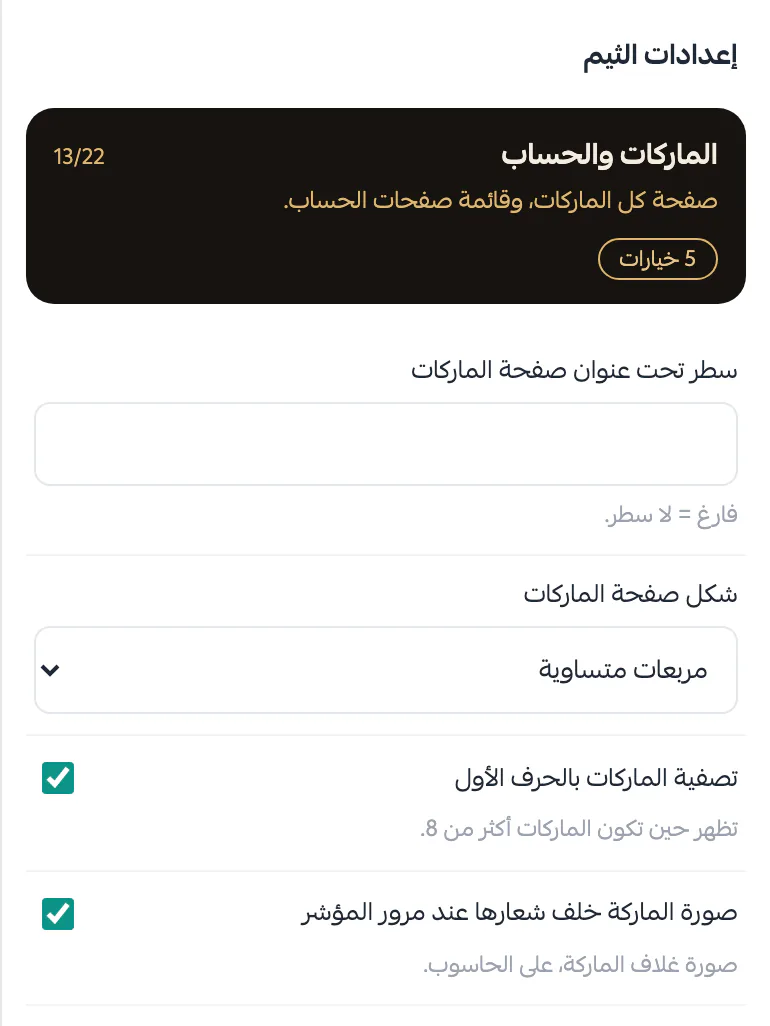 إعدادات الثيم
الماركات والحساب
13/22
صفحة كل الماركات، وقائمة صفحات الحساب.
5 خيارات
سطر تحت عنوان صفحة الماركات
فارغ = لا سطر.
شكل صفحة الماركات
مربعات متساوية
تصفية الماركات بالحرف الأول
تظهر حين تكون الماركات أكثر من 8.
صورة الماركة خلف شعارها عند مرور المؤشر
صورة غلاف الماركة، على الحاسوب.